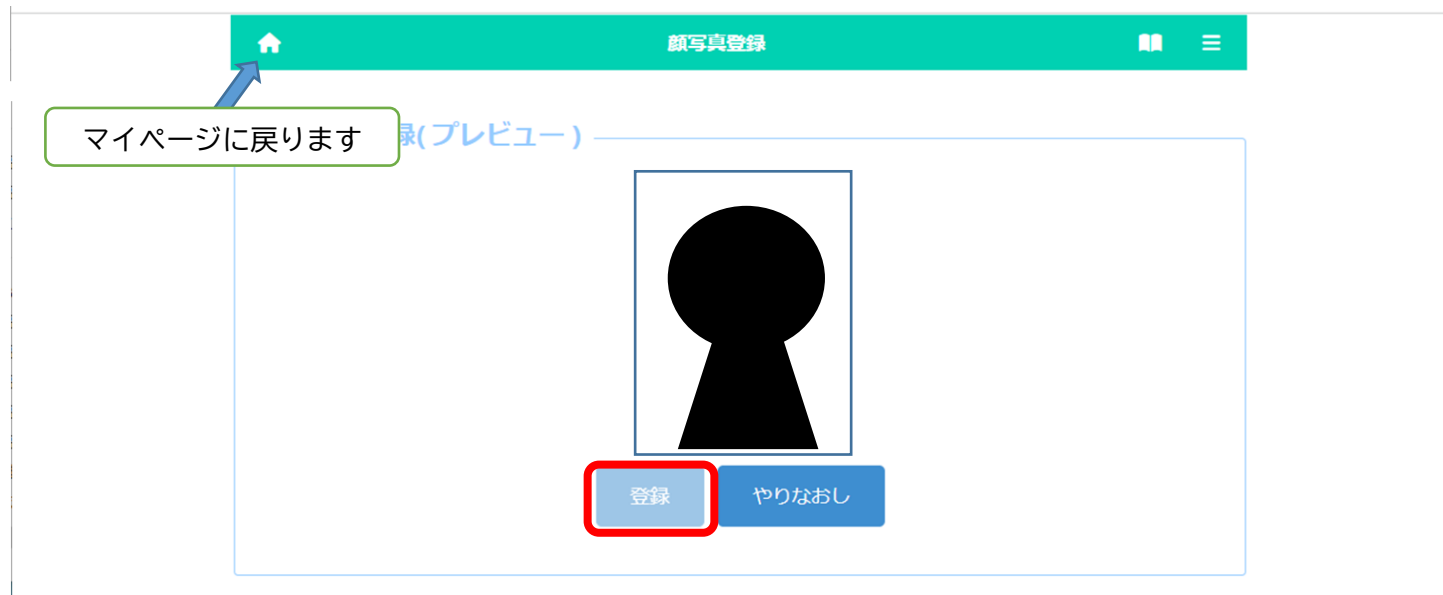 顔写真登録
マイページに戻ります
録(プレビュー)
登録
やりなおし